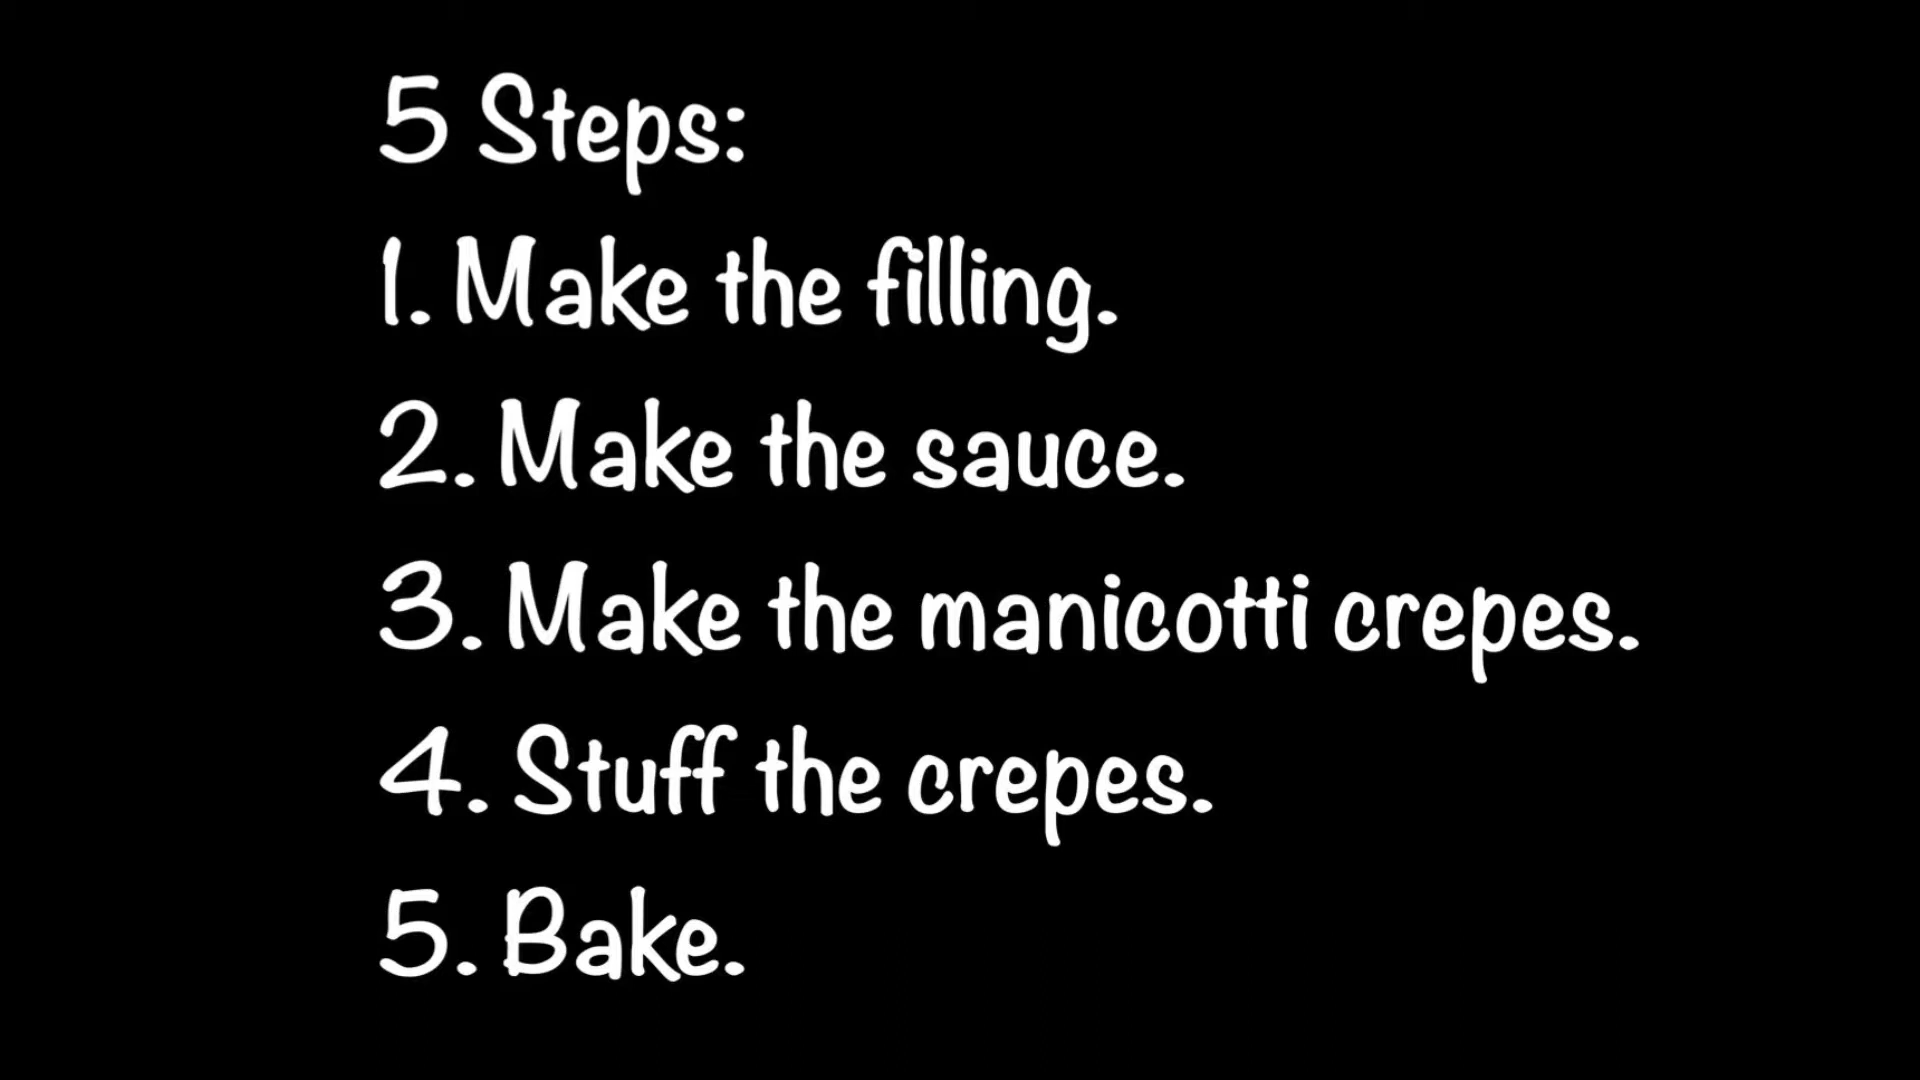 5 Steps:
1. Make the filling.
2. Make the sauce.
3. Make the manicotti crepes.
4. Stuff the crepes.
5. Bake.